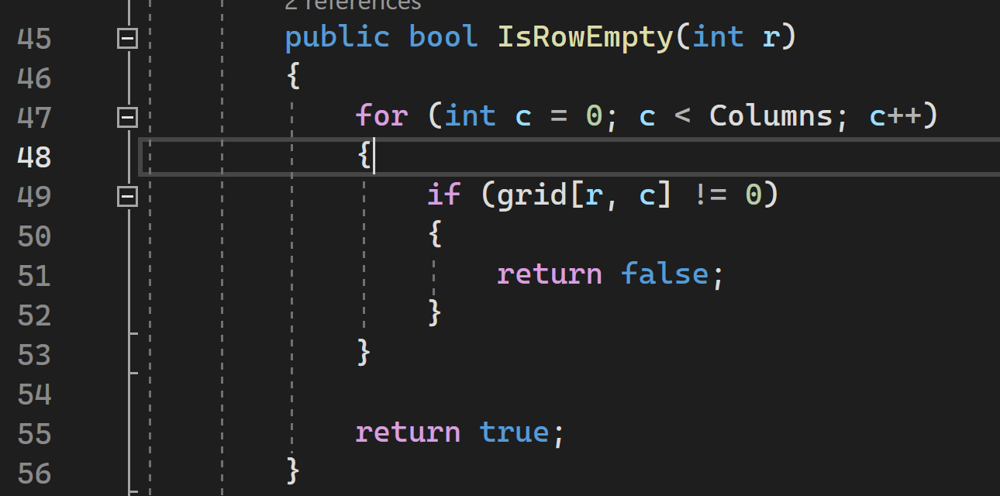 2 references
45 public bool IsRowEmpty(int r)
46 {
47 for (int c = 0; c < Columns; c++)
48 {
49 if (grid[r, c] != 0)
50 {
51 return false;
52 }
53 }
54
55 return true;
56 }